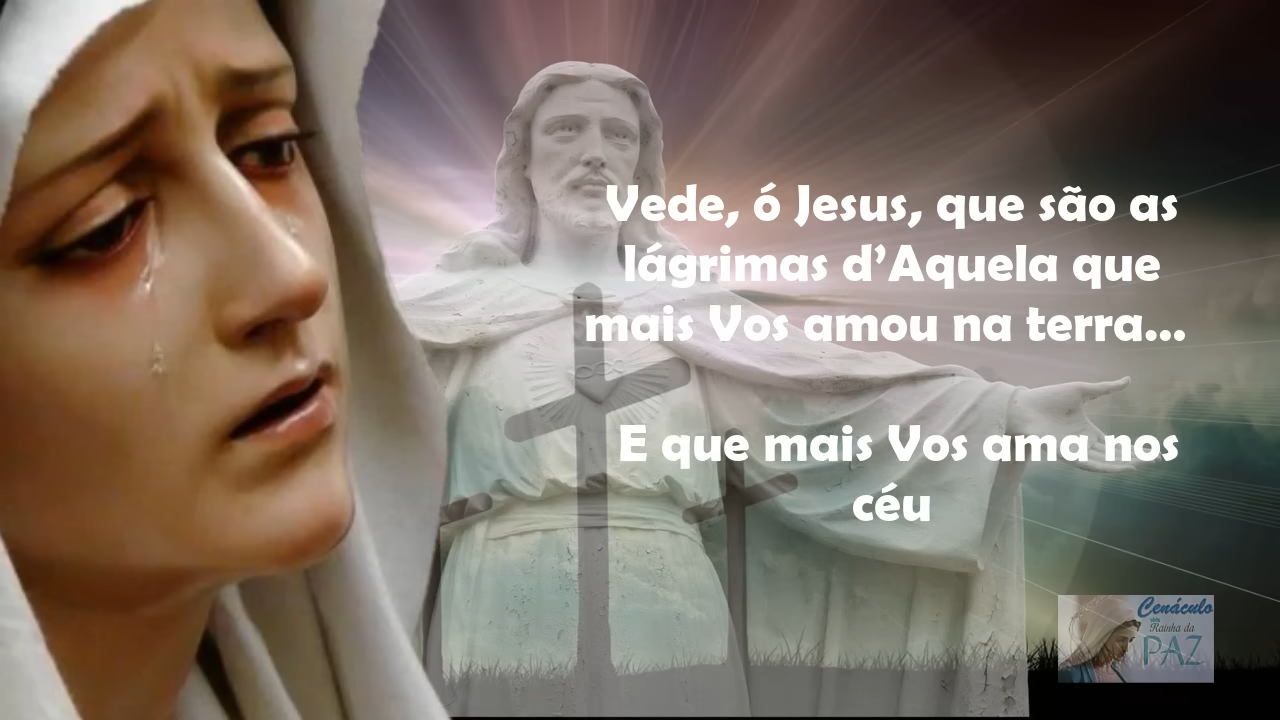 Vede, ó Jesus, que são as
lágrimas d’Aquela que
mais Vos amou na terra...
E que mais Vos ama nos
céu
Cenáculo
Rainha da
PAZ